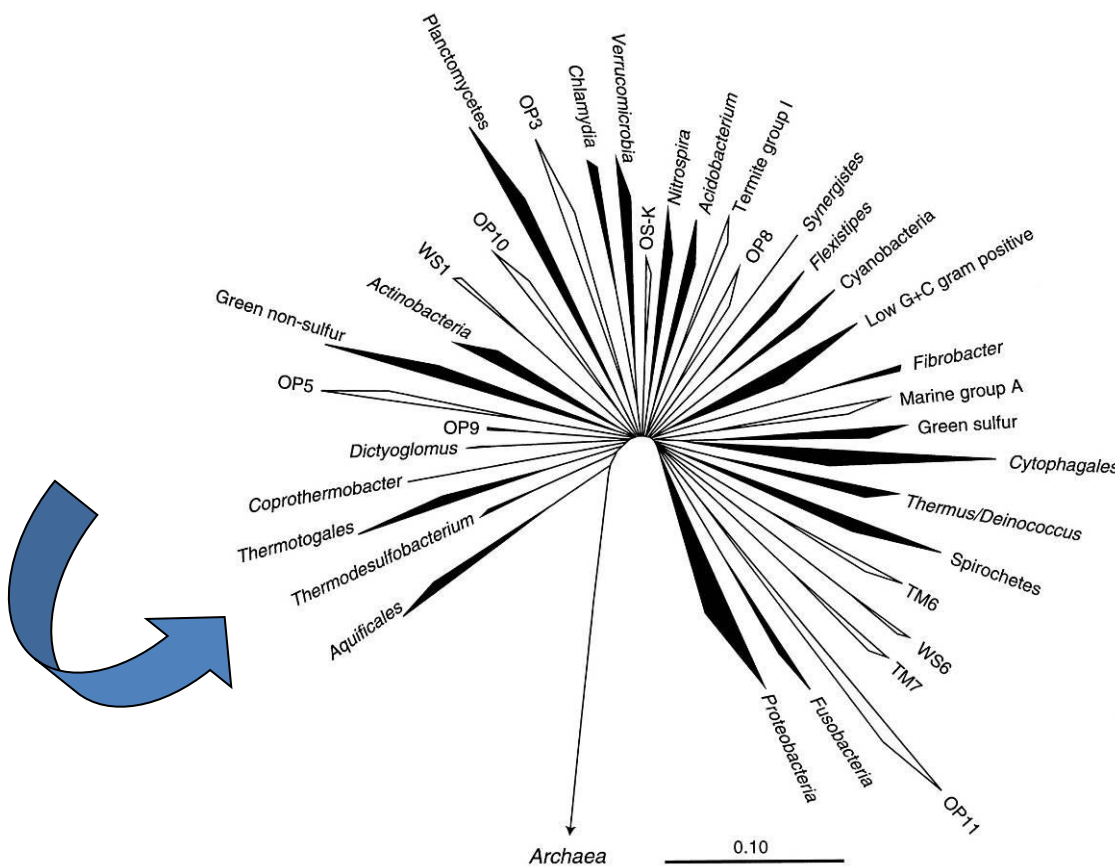 Planctomycetes
OP3
Chlamydia
Verrucomicrobia
OS-K
Nitrospira
Acidobacterium
Termite group I
OP8
Synergistes
Flexistipes
Cyanobacteria
Low G+C gram positive
Fibrobacter
Marine group A
Green sulfur
Cytophagales
Thermus/Deinococcus
Spirochetes
TM6
WS6
TM7
OP11
Fusobacteria
Proteobacteria
Archaea
Aquificales
Thermodesulfobacterium
Thermotogales
Coprothermobacter
Dictyoglomus
OP9
OP5
Green non-sulfur
Actinobacteria
WS1
OP10
0.10